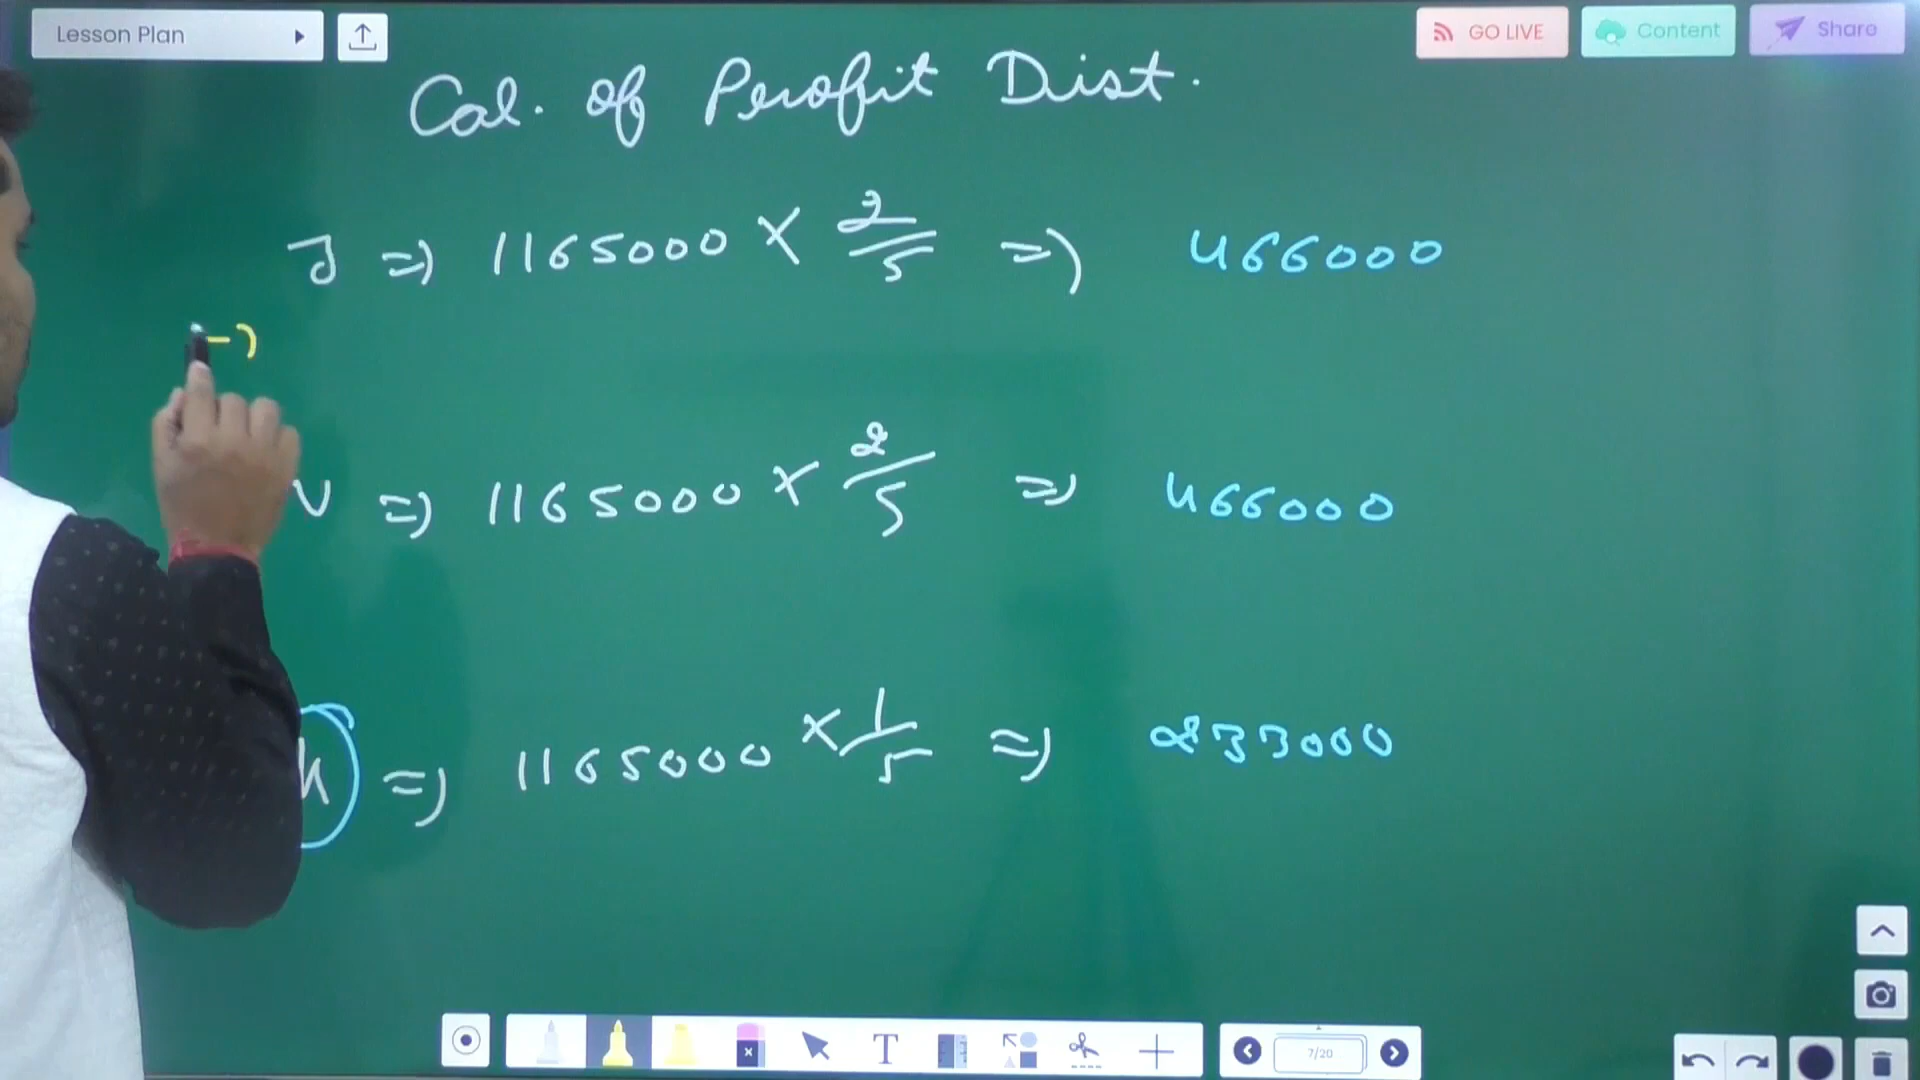 Lesson Plan
GO LIVE
Content
Share
Cal. of Profit Dist.
J => 1165000 × 2/5 => 466000
V => 1165000 × 2/5 => 466000
K => 1165000 × 1/5 => 233000
T
7/20